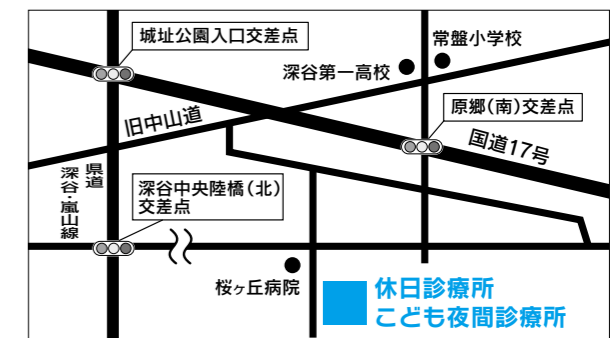 城址公園入口交差点
常盤小学校
深谷第一高校
原郷（南）交差点
旧中山道
国道17号
県道
深谷・嵐山線
深谷中央陸橋（北）
交差点
桜ヶ丘病院
休日診療所
こども夜間診療所